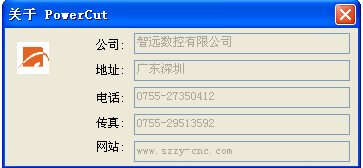 关于 PowerCut
公司: 智远数控有限公司
地址: 广东深圳
电话: 0755-27350412
传真: 0755-29513592
网站: www.szzy-cnc.com